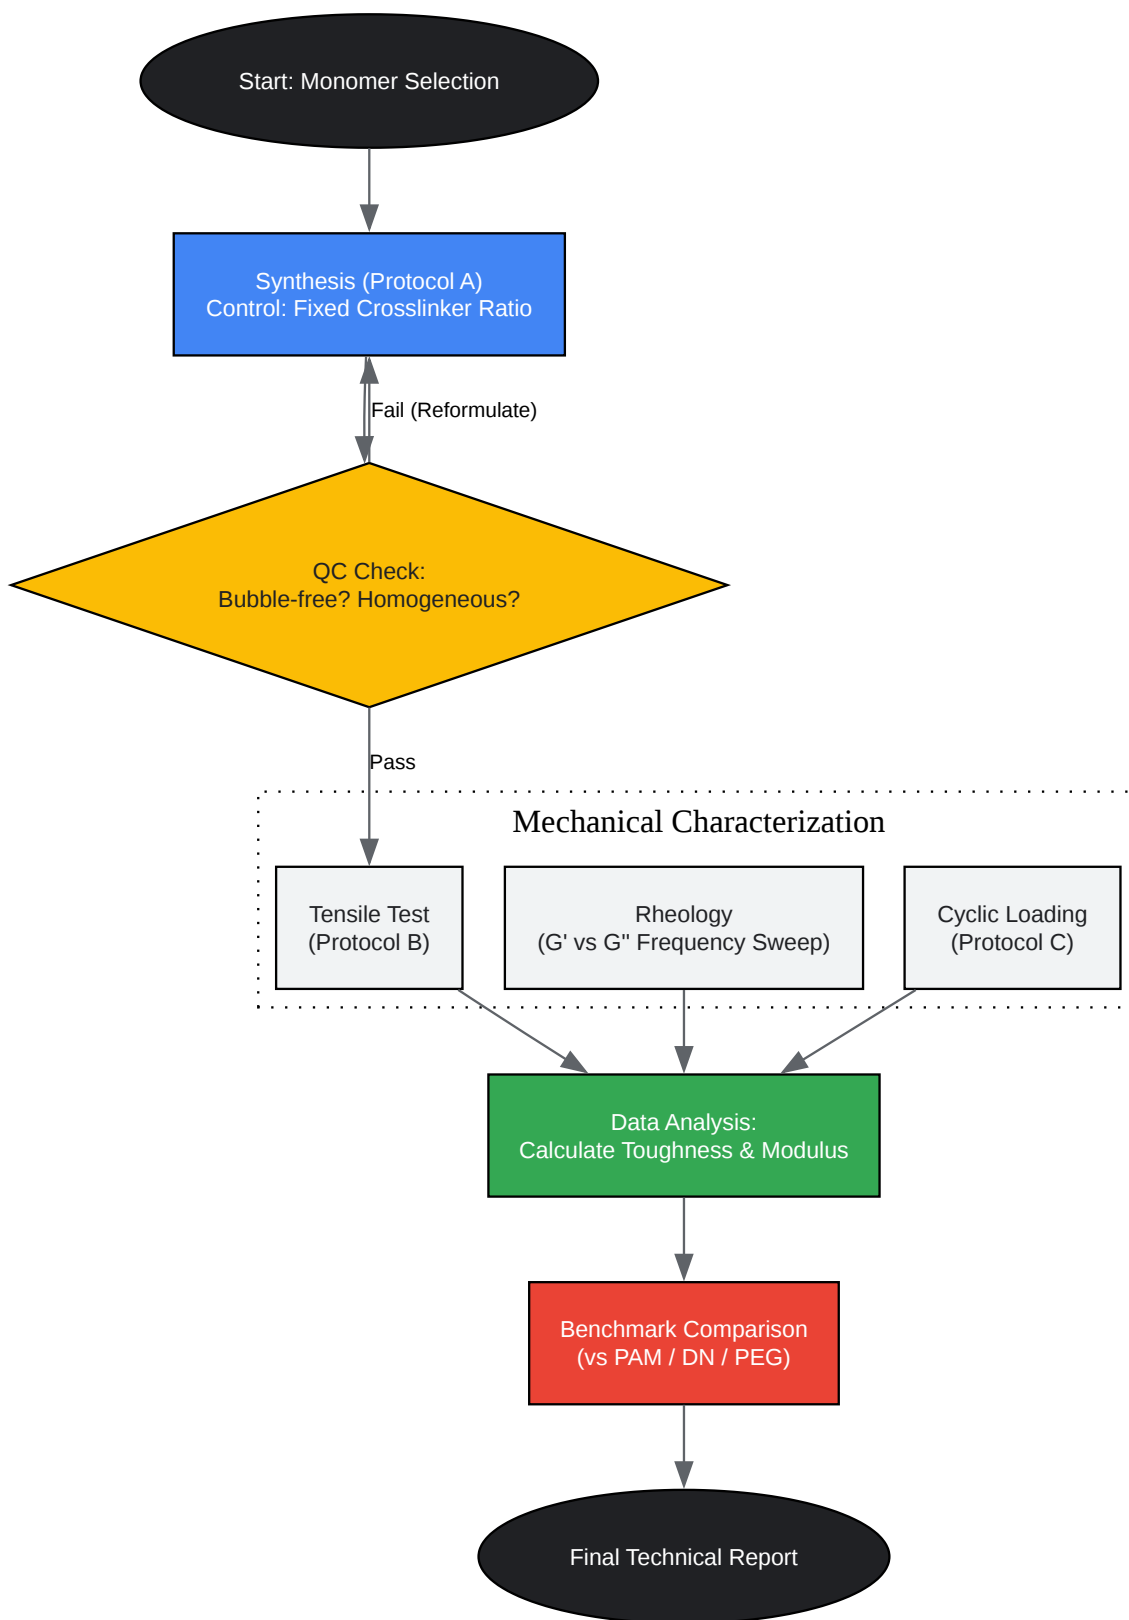 Start: Monomer Selection
Synthesis (Protocol A)
Control: Fixed Crosslinker Ratio
Fail (Reformulate)
QC Check:
Bubble-free? Homogeneous?
Pass
Mechanical Characterization
Tensile Test
(Protocol B)
Rheology
(G' vs G'' Frequency Sweep)
Cyclic Loading
(Protocol C)
Data Analysis:
Calculate Toughness & Modulus
Benchmark Comparison
(vs PAM / DN / PEG)
Final Technical Report